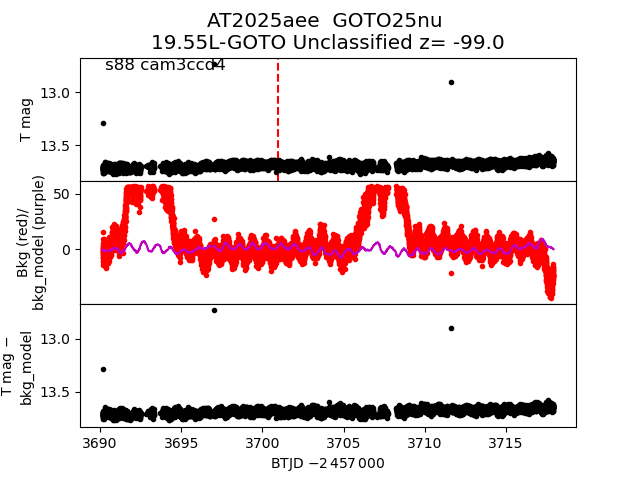 AT2025aee GOTO25nu
19.55L-GOTO Unclassified z= -99.0
s88 cam3ccd4
T mag
13.0
13.5
Bkg (red)/
bkg_model (purple)
50
0
T mag −
bkg_model
13.0
13.5
3690 3695 3700 3705 3710 3715
BTJD −2 457 000